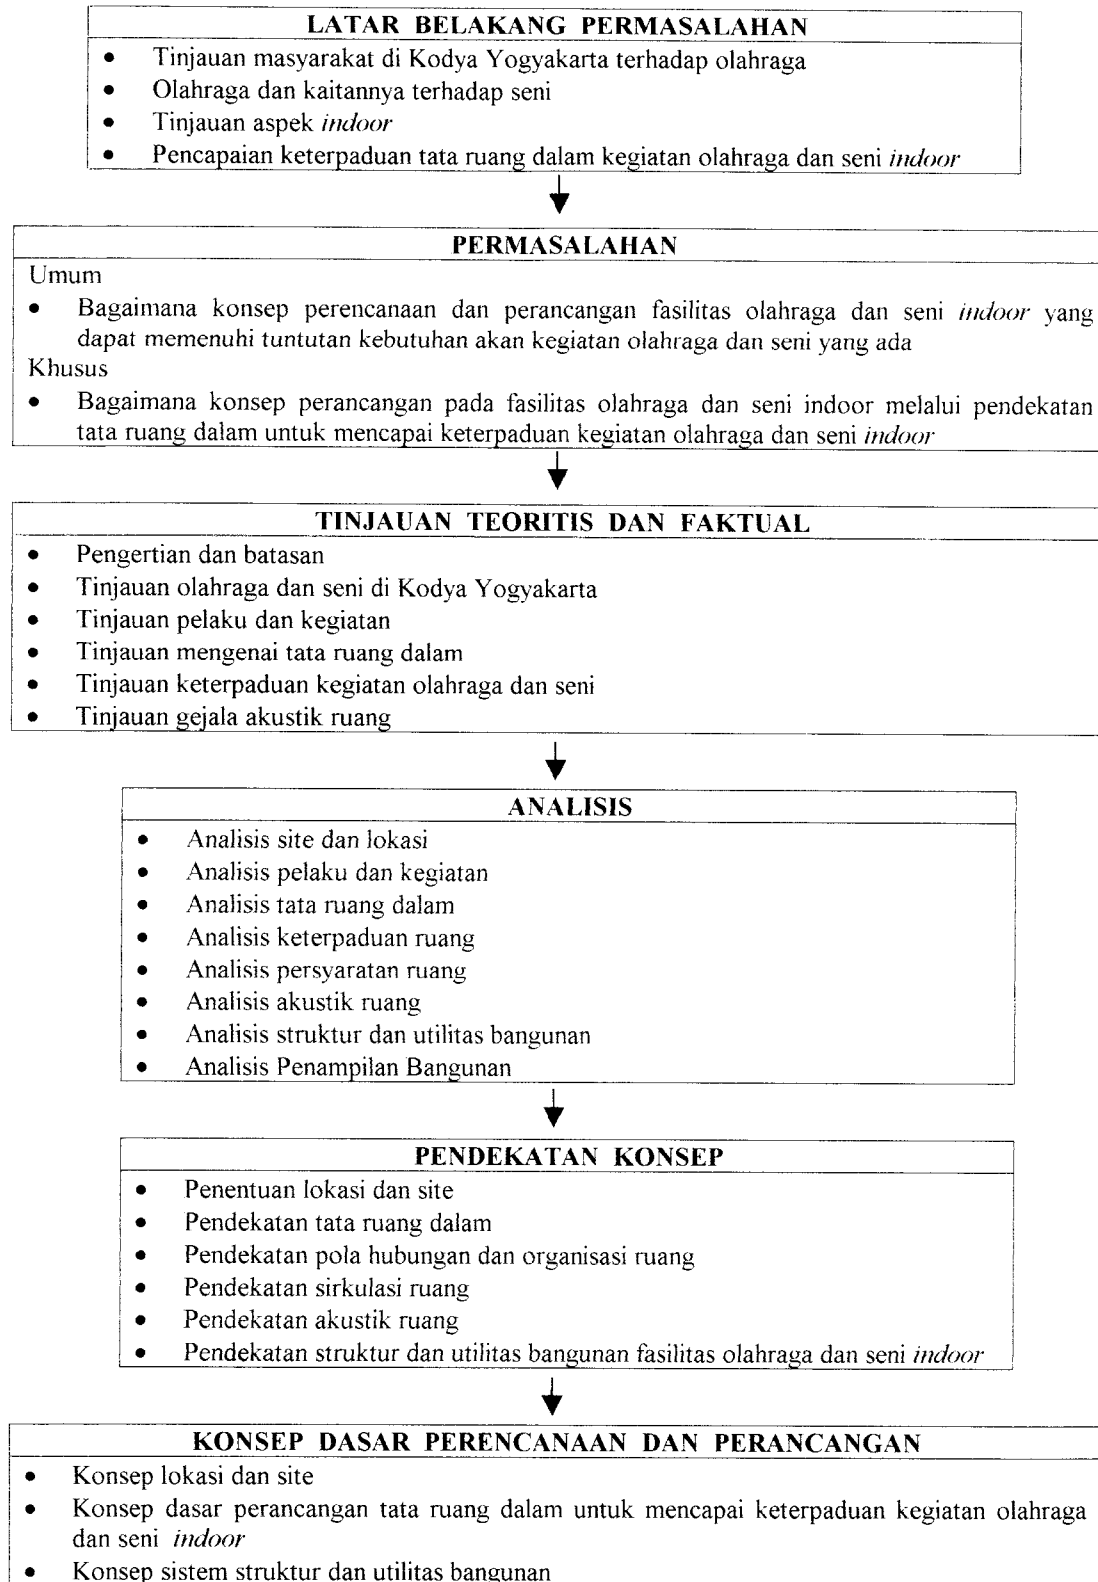 LATAR BELAKANG PERMASALAHAN
• Tinjauan masyarakat di Kodya Yogyakarta terhadap olahraga
• Olahraga dan kaitannya terhadap seni
• Tinjauan aspek indoor
• Pencapaian keterpaduan tata ruang dalam kegiatan olahraga dan seni indoor
PERMASALAHAN
Umum
• Bagaimana konsep perencanaan dan perancangan fasilitas olahraga dan seni indoor yang
dapat memenuhi tuntutan kebutuhan akan kegiatan olahraga dan seni yang ada
Khusus
• Bagaimana konsep perancangan pada fasilitas olahraga dan seni indoor melalui pendekatan
tata ruang dalam untuk mencapai keterpaduan kegiatan olahraga dan seni indoor
TINJAUAN TEORITIS DAN FAKTUAL
• Pengertian dan batasan
• Tinjauan olahraga dan seni di Kodya Yogyakarta
• Tinjauan pelaku dan kegiatan
• Tinjauan mengenai tata ruang dalam
• Tinjauan keterpaduan kegiatan olahraga dan seni
• Tinjauan gejala akustik ruang
ANALISIS
• Analisis site dan lokasi
• Analisis pelaku dan kegiatan
• Analisis tata ruang dalam
• Analisis keterpaduan ruang
• Analisis persyaratan ruang
• Analisis akustik ruang
• Analisis struktur dan utilitas bangunan
• Analisis Penampilan Bangunan
PENDEKATAN KONSEP
• Penentuan lokasi dan site
• Pendekatan tata ruang dalam
• Pendekatan pola hubungan dan organisasi ruang
• Pendekatan sirkulasi ruang
• Pendekatan akustik ruang
• Pendekatan struktur dan utilitas bangunan fasilitas olahraga dan seni indoor
KONSEP DASAR PERENCANAAN DAN PERANCANGAN
• Konsep lokasi dan site
• Konsep dasar perancangan tata ruang dalam untuk mencapai keterpaduan kegiatan olahraga
dan seni indoor
• Konsep sistem struktur dan utilitas bangunan